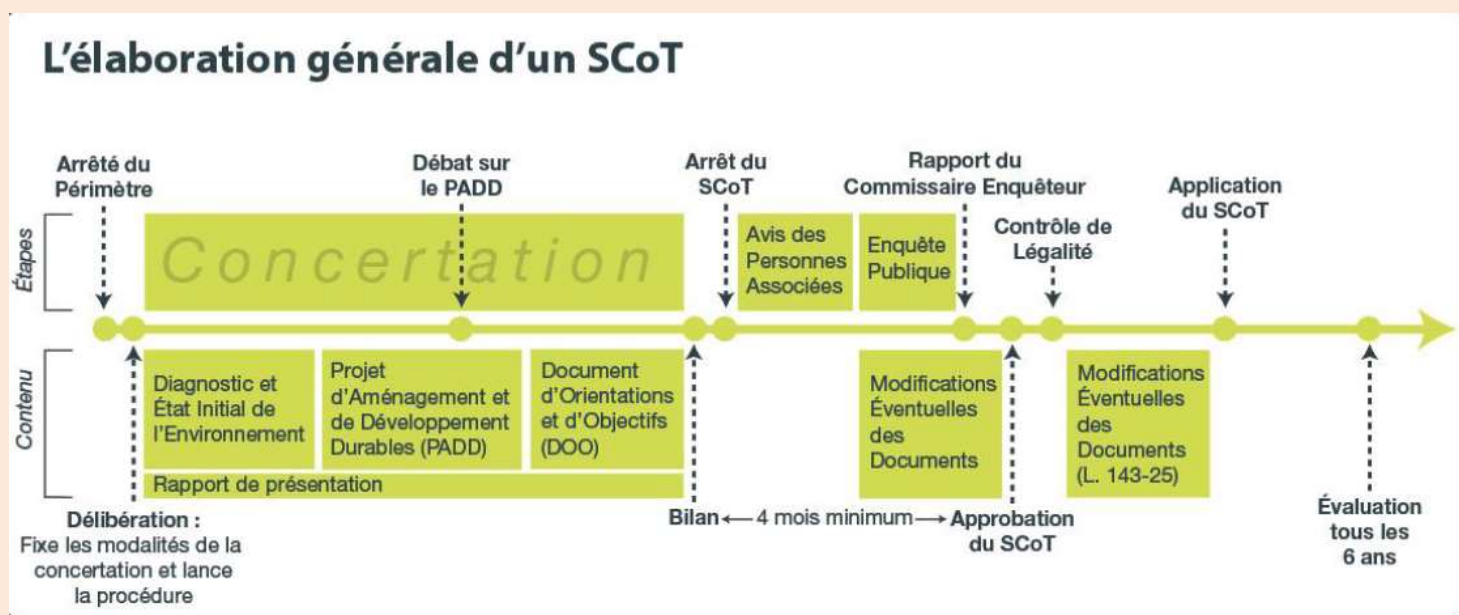 L'élaboration générale d'un SCoT
Arrêté du
Périmètre
Débat sur
le PADD
Arrêt du
SCoT
Rapport du
Commissaire Enquêteur
Contrôle de
Légalité
Application
du SCoT
Étapes
Concertation
Avis des
Personnes
Associées
Enquête
Publique
Contenu
Diagnostic et
État Initial de
l'Environnement
Projet
d'Aménagement et
de Développement
Durables (PADD)
Document
d'Orientations
et d'Objectifs
(DOO)
Rapport de présentation
Modifications
Éventuelles
des
Documents
Modifications
Éventuelles
des
Documents
(L. 143-25)
Délibération :
Fixe les modalités de la
concertation et lance
la procédure
Bilan
4 mois minimum
Approbation
du SCoT
Évaluation
tous les
6 ans